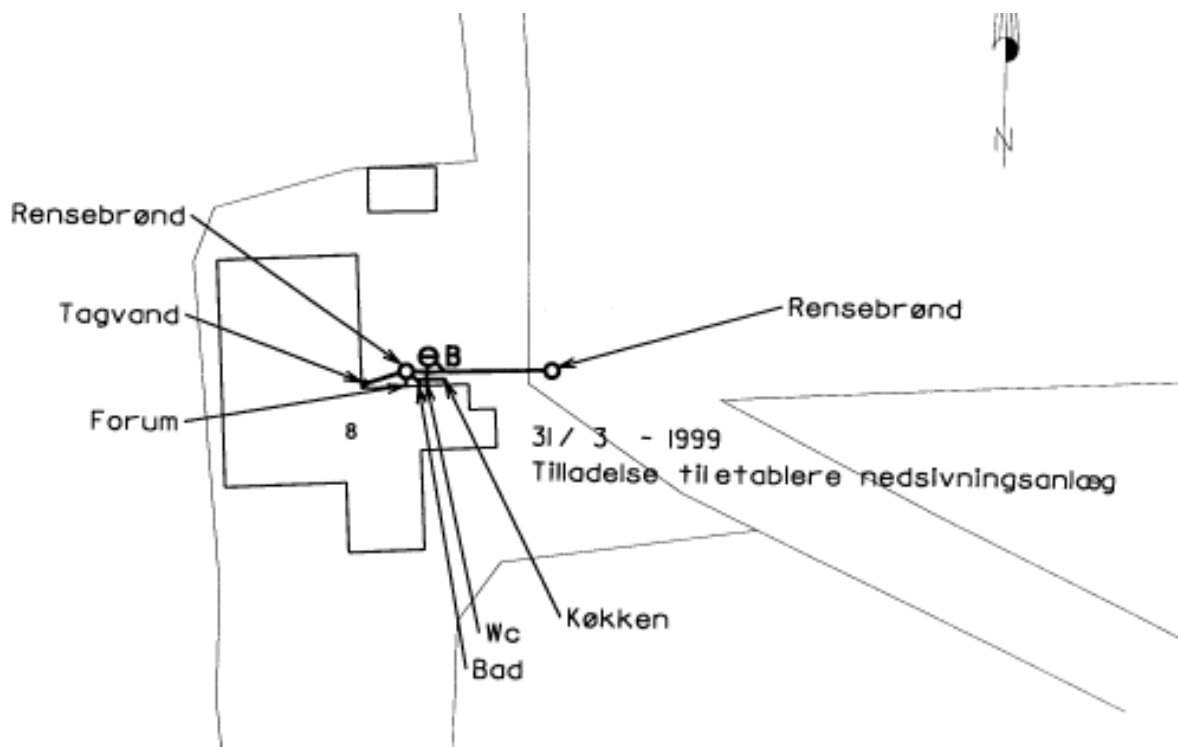 N
Rensebrønd
Tagvand
Rensebrønd
B
Forum
8
31/ 3 - 1999
Tilladelse til etablere nedsivningsanlæg
Køkken
Wc
Bad